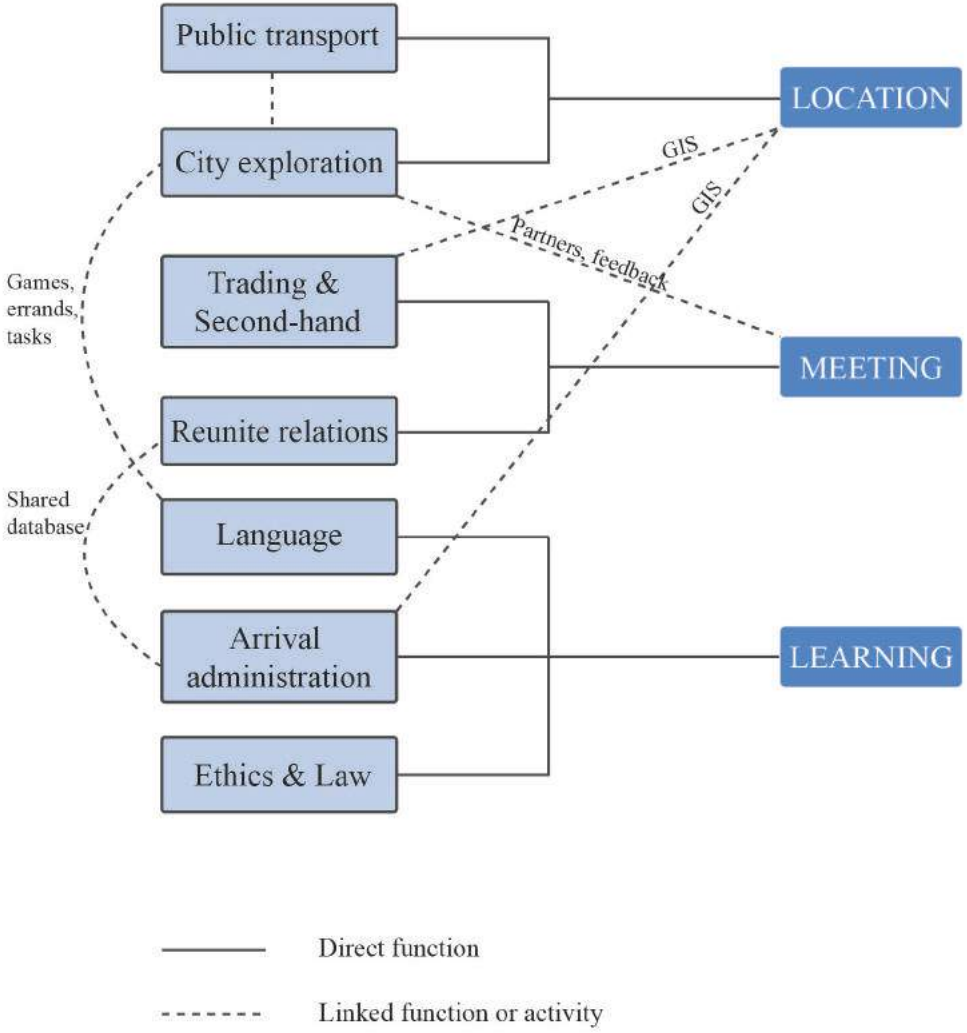 Public transport
LOCATION
City exploration
GIS
GIS
Partners, feedback
Games,
errands,
tasks
Trading &
Second-hand
MEETING
Reunite relations
Shared
database
Language
Arrival
administration
LEARNING
Ethics & Law
Direct function
Linked function or activity